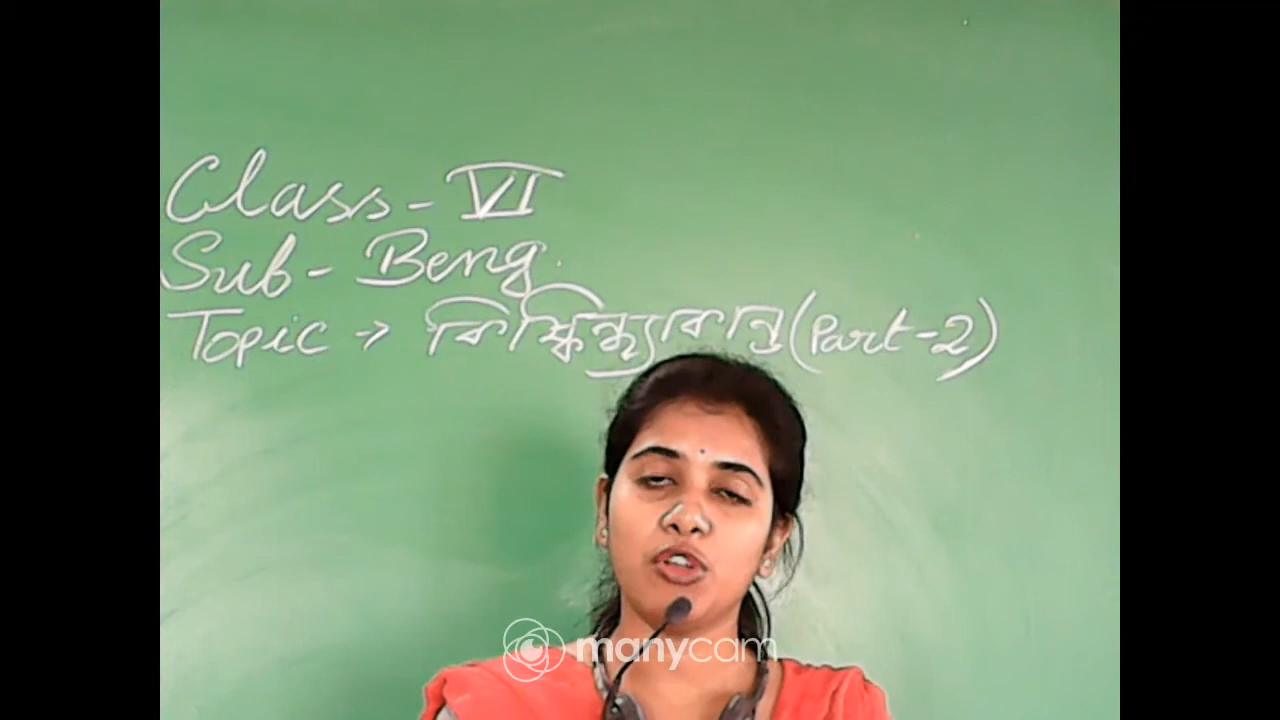 Class - VI
Sub - Beng.
Topic → কিষ্কিন্ধ্যাকান্ড (Part-2)
manycam